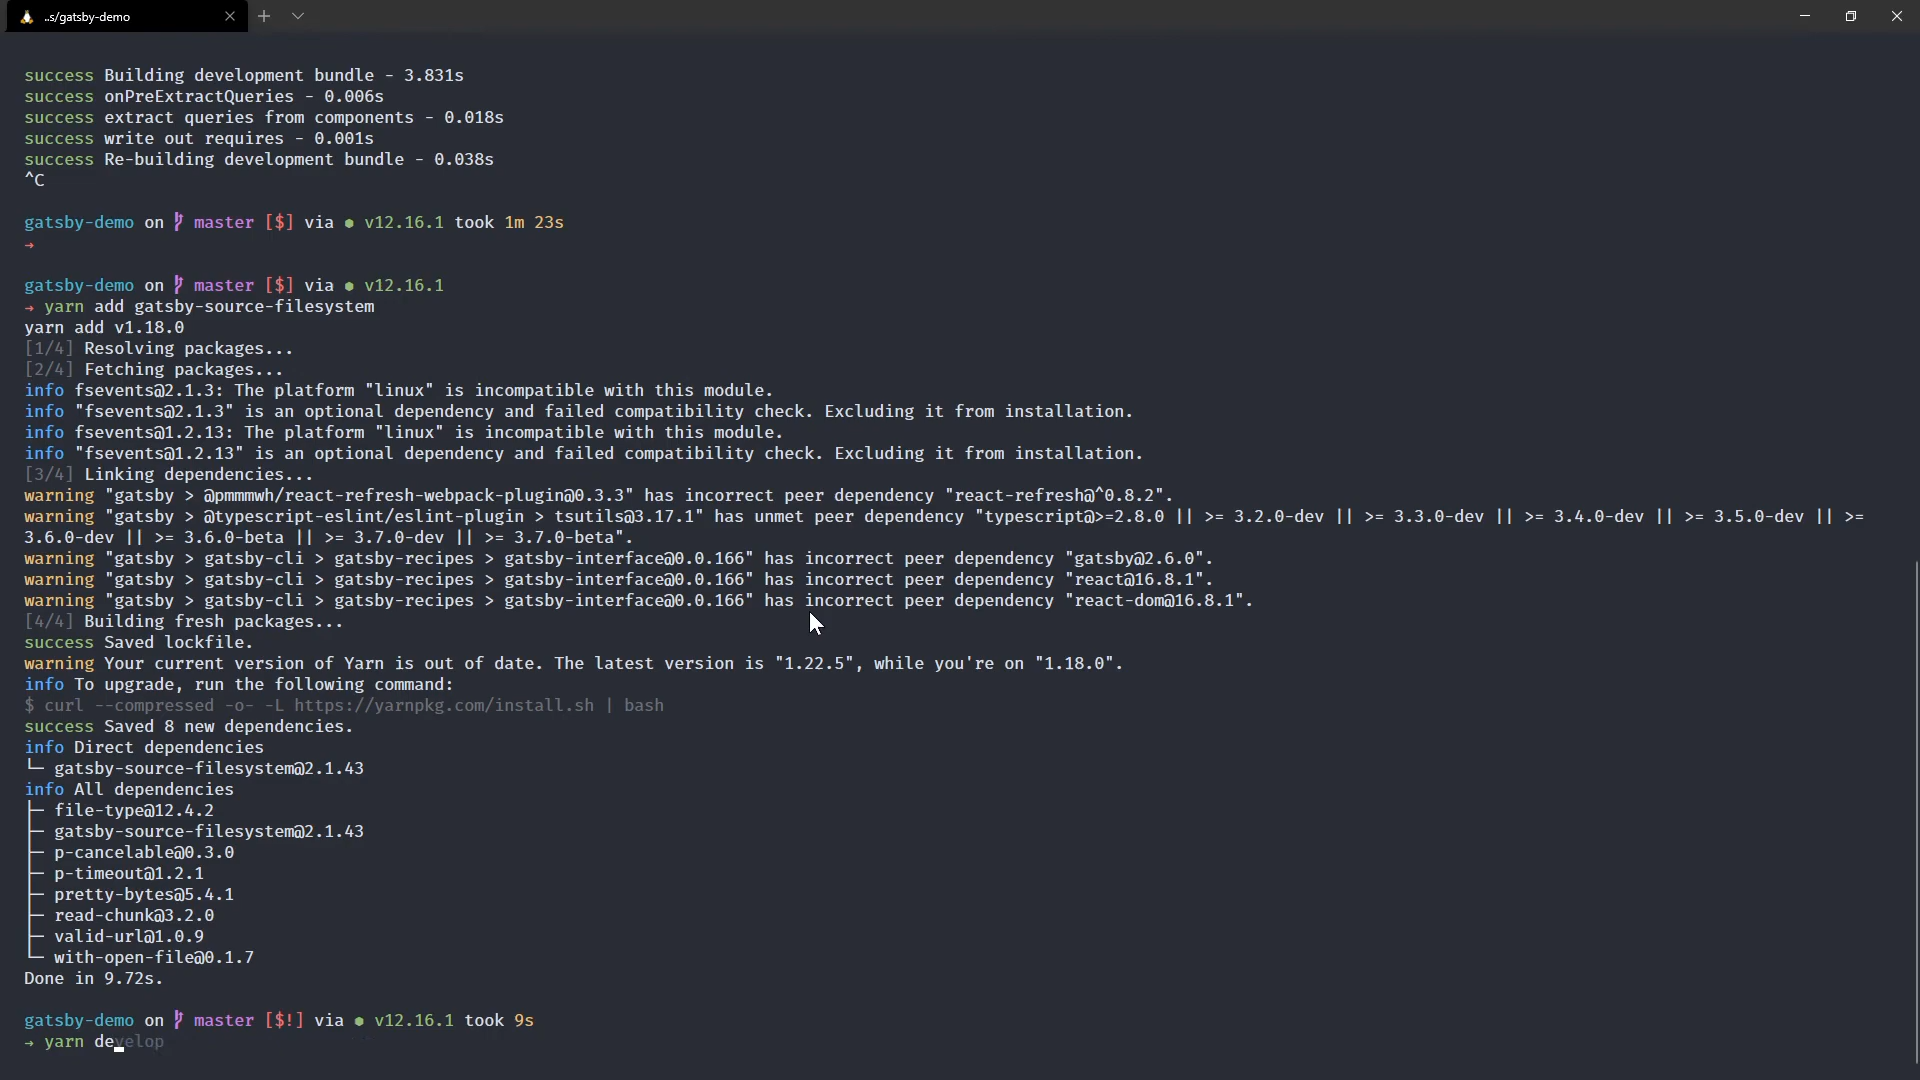 ..s/gatsby-demo
success Building development bundle - 3.831s
success onPreExtractQueries - 0.006s
success extract queries from components - 0.018s
success write out requires - 0.001s
success Re-building development bundle - 0.038s
^C
gatsby-demo on master [$] via ● v12.16.1 took 1m 23s
→
gatsby-demo on master [$] via ● v12.16.1
→ yarn add gatsby-source-filesystem
yarn add v1.18.0
[1/4] Resolving packages...
[2/4] Fetching packages...
info fsevents@2.1.3: The platform "linux" is incompatible with this module.
info "fsevents@2.1.3" is an optional dependency and failed compatibility check. Excluding it from installation.
info fsevents@1.2.13: The platform "linux" is incompatible with this module.
info "fsevents@1.2.13" is an optional dependency and failed compatibility check. Excluding it from installation.
[3/4] Linking dependencies...
warning "gatsby > @pmmmwh/react-refresh-webpack-plugin@0.3.3" has incorrect peer dependency "react-refresh@^0.8.2".
warning "gatsby > @typescript-eslint/eslint-plugin > tsutils@3.17.1" has unmet peer dependency "typescript@>=2.8.0 || >= 3.2.0-dev || >= 3.3.0-dev || >= 3.4.0-dev || >= 3.5.0-dev || >=
3.6.0-dev || >= 3.6.0-beta || >= 3.7.0-dev || >= 3.7.0-beta".
warning "gatsby > gatsby-cli > gatsby-recipes > gatsby-interface@0.0.166" has incorrect peer dependency "gatsby@2.6.0".
warning "gatsby > gatsby-cli > gatsby-recipes > gatsby-interface@0.0.166" has incorrect peer dependency "react@16.8.1".
warning "gatsby > gatsby-cli > gatsby-recipes > gatsby-interface@0.0.166" has incorrect peer dependency "react-dom@16.8.1".
[4/4] Building fresh packages...
success Saved lockfile.
warning Your current version of Yarn is out of date. The latest version is "1.22.5", while you're on "1.18.0".
info To upgrade, run the following command:
$ curl --compressed -o- -L https://yarnpkg.com/install.sh | bash
success Saved 8 new dependencies.
info Direct dependencies
└─ gatsby-source-filesystem@2.1.43
info All dependencies
├─ file-type@12.4.2
├─ gatsby-source-filesystem@2.1.43
├─ p-cancelable@0.3.0
├─ p-timeout@1.2.1
├─ pretty-bytes@5.4.1
├─ read-chunk@3.2.0
├─ valid-url@1.0.9
└─ with-open-file@0.1.7
Done in 9.72s.
gatsby-demo on master [$!] via ● v12.16.1 took 9s
→ yarn develop